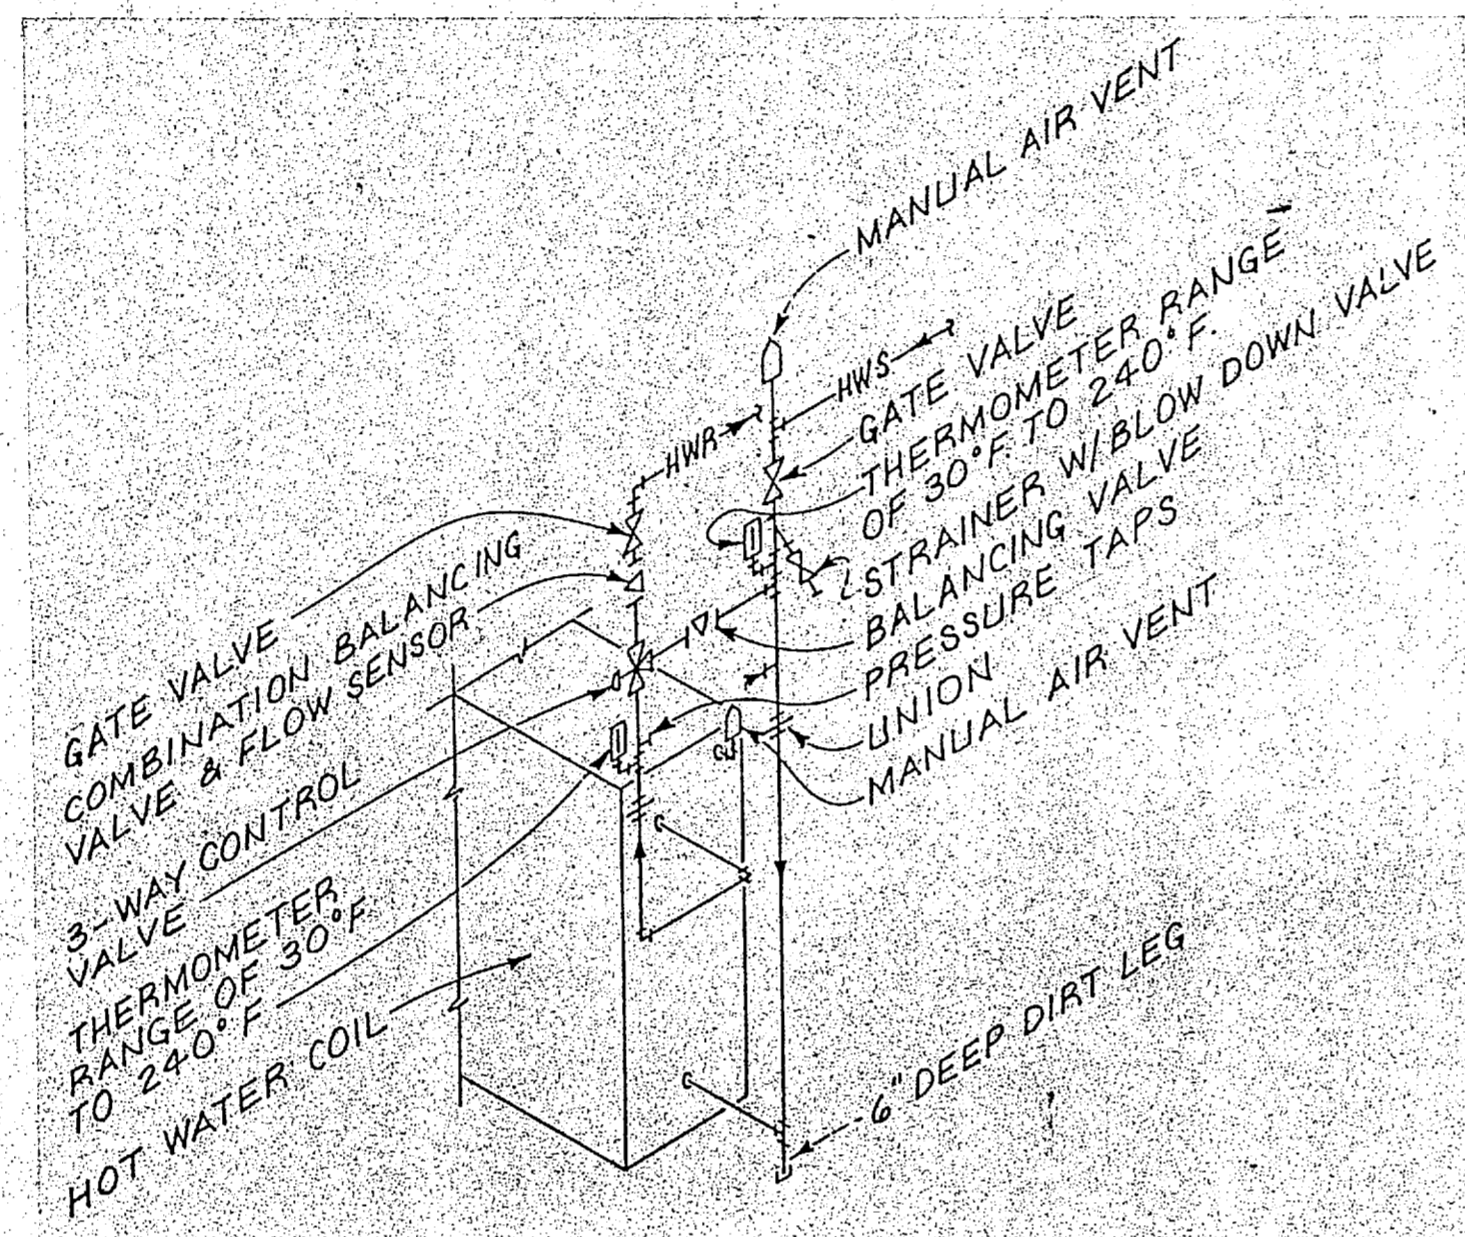 MANUAL AIR VENT
HWS
HWR
GATE VALVE
THERMOMETER RANGE
OF 30°F. TO 240°F.
STRAINER W/BLOW DOWN VALVE
BALANCING VALVE
PRESSURE TAPS
UNION
MANUAL AIR VENT
6" DEEP DIRT LEG
GATE VALVE
COMBINATION BALANCING
VALVE & FLOW SENSOR
3-WAY CONTROL
VALVE
THERMOMETER
RANGE OF 30°F
TO 240°F
HOT WATER COIL